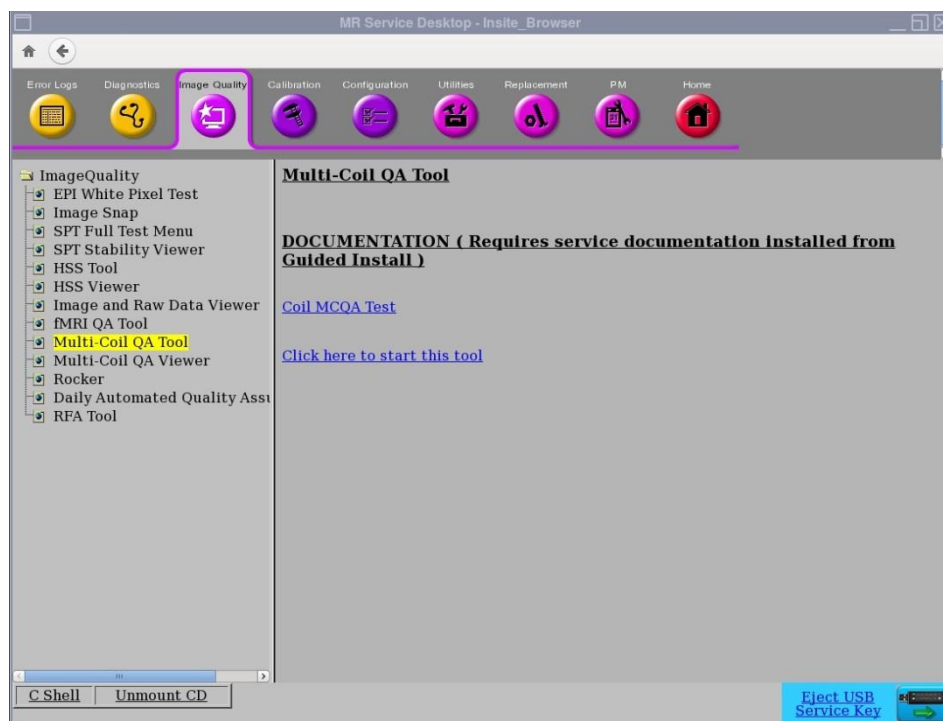 MR Service Desktop - Insite_Browser
Error Logs
Diagnostics
Image Quality
Calibration
Configuration
Utilities
Replacement
PM
Home
ImageQuality
EPI White Pixel Test
Image Snap
SPT Full Test Menu
SPT Stability Viewer
HSS Tool
HSS Viewer
Image and Raw Data Viewer
fMRI QA Tool
Multi-Coil QA Tool
Multi-Coil QA Viewer
Rocker
Daily Automated Quality Assu
RFA Tool
Multi-Coil QA Tool
DOCUMENTATION ( Requires service documentation installed from
Guided Install )
Coil MCQA Test
Click here to start this tool
C Shell
Unmount CD
Eject USB
Service Key